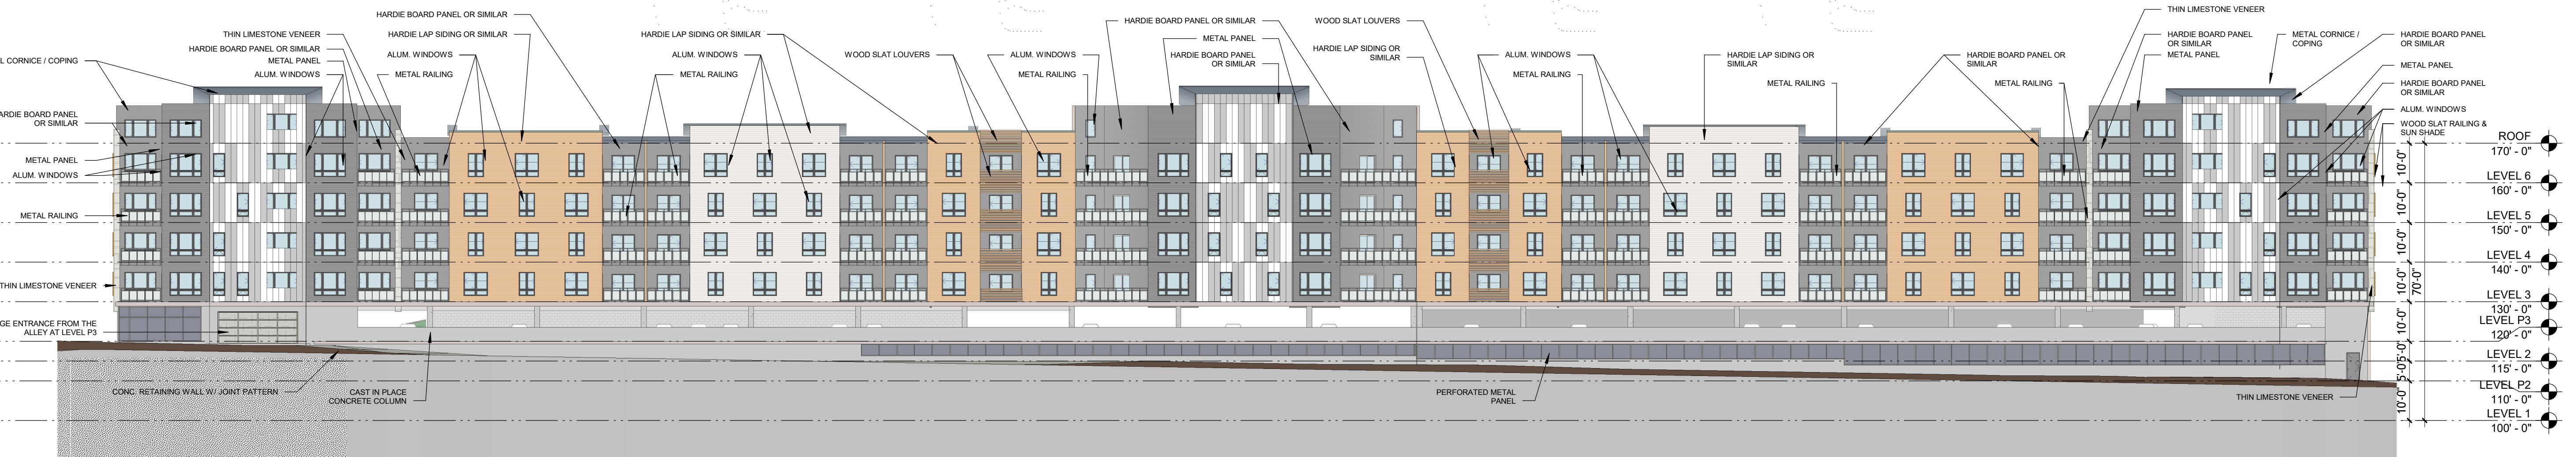 HARDIE BOARD PANEL OR SIMILAR
THIN LIMESTONE VENEER
HARDIE BOARD PANEL OR SIMILAR
METAL PANEL
ALUM. WINDOWS
HARDIE LAP SIDING OR SIMILAR
ALUM. WINDOWS
METAL RAILING
HARDIE LAP SIDING OR SIMILAR
ALUM. WINDOWS
METAL RAILING
WOOD SLAT LOUVERS
ALUM. WINDOWS
METAL RAILING
HARDIE BOARD PANEL OR SIMILAR
METAL PANEL
HARDIE BOARD PANEL
OR SIMILAR
WOOD SLAT LOUVERS
HARDIE LAP SIDING OR
SIMILAR
ALUM. WINDOWS
METAL RAILING
HARDIE LAP SIDING OR
SIMILAR
METAL RAILING
HARDIE BOARD PANEL OR
SIMILAR
METAL RAILING
THIN LIMESTONE VENEER
HARDIE BOARD PANEL
OR SIMILAR
METAL PANEL
METAL CORNICE /
COPING
HARDIE BOARD PANEL
OR SIMILAR
METAL PANEL
HARDIE BOARD PANEL
OR SIMILAR
ALUM. WINDOWS
WOOD SLAT RAILING &
SUN SHADE
L CORNICE / COPING
ARDIE BOARD PANEL
OR SIMILAR
METAL PANEL
ALUM. WINDOWS
METAL RAILING
THIN LIMESTONE VENEER
GE ENTRANCE FROM THE
ALLEY AT LEVEL P3
CONC. RETAINING WALL W/ JOINT PATTERN
CAST IN PLACE
CONCRETE COLUMN
PERFORATED METAL
PANEL
THIN LIMESTONE VENEER
10'-0"
10'-0"
10'-0"
10'-0"
10'-0"
5'-0"
5'-0"
10'-0"
70'-0"
ROOF
170' - 0"
LEVEL 6
160' - 0"
LEVEL 5
150' - 0"
LEVEL 4
140' - 0"
LEVEL 3
130' - 0"
LEVEL P3
120' - 0"
LEVEL 2
115' - 0"
LEVEL P2
110' - 0"
LEVEL 1
100' - 0"